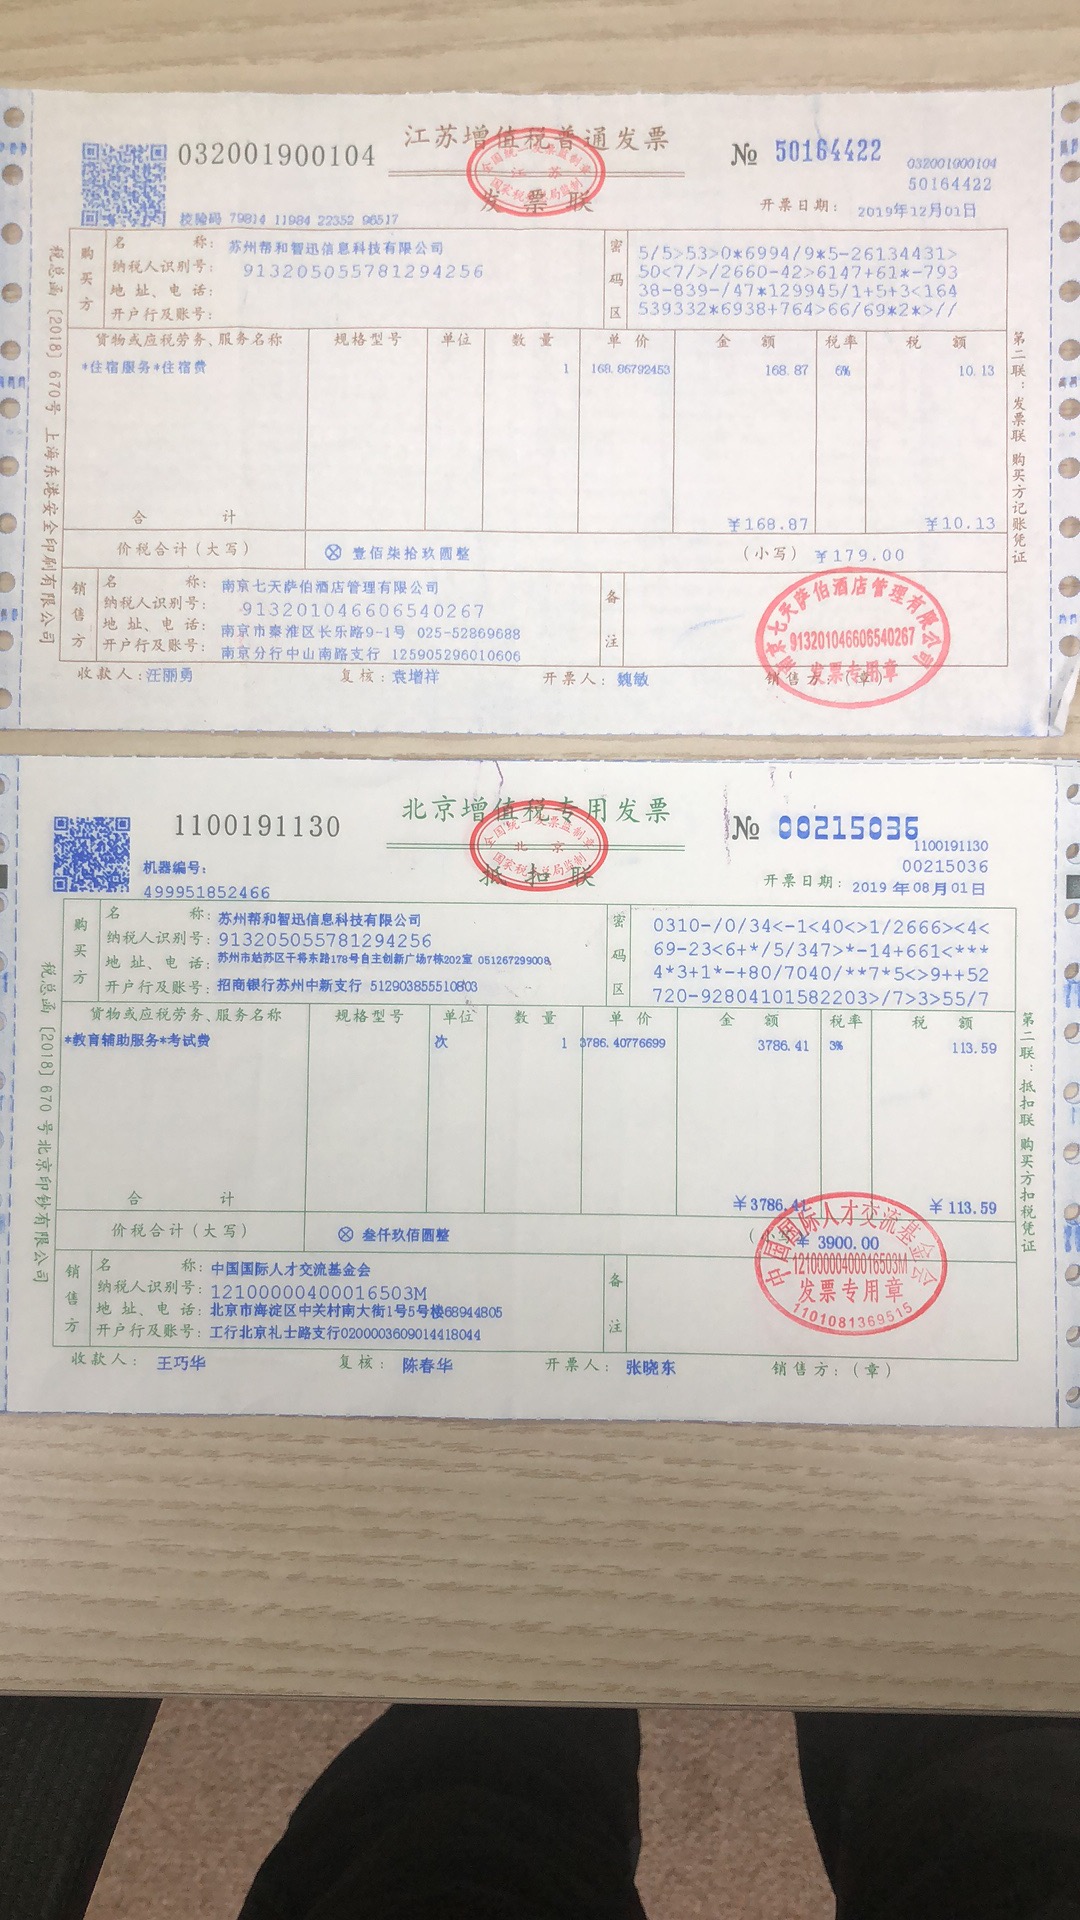 江苏增值税普通发票
032001900104
№ 50164422
032001900104
50164422
全国统一发票监制章
江苏
国家税务总局监制
发票联
校验码 79814 11984 22352 96517
开票日期: 2019年12月01日
购买方
名称: 苏州帮和智迅信息科技有限公司
纳税人识别号: 913205055781294256
地址、电话:
开户行及账号:
密码区
5/5>53>0*6994/9*5-26134431>
50<7/>/2660-42>6147+61*-793
38-839-/47*129945/1+5+3<164
539332*6938+764>66/69*2*>//
货物或应税劳务、服务名称 规格型号 单位 数量 单价 金额 税率 税额
*住宿服务*住宿费 1 168.86792453 168.87 6% 10.13
合计 ￥168.87 ￥10.13
价税合计(大写) ⊗ 壹佰柒拾玖圆整 (小写) ￥179.00
销售方
名称: 南京七天萨伯酒店管理有限公司
纳税人识别号: 913201046606540267
地址、电话: 南京市秦淮区长乐路9-1号 025-52869688
开户行及账号: 南京分行中山南路支行 125905296010606
备注
南京七天萨伯酒店管理有限公司
913201046606540267
发票专用章
收款人: 汪丽勇 复核: 袁增祥 开票人: 魏敏 销售方: (章)
税总函〔2018〕670号 上海东港安全印刷有限公司
第二联: 发票联 购买方记账凭证
北京增值税专用发票
1100191130
№ 00215036
1100191130
00215036
全国统一发票监制章
北京
国家税务总局监制
抵扣联
机器编号:
499951852466
开票日期: 2019年08月01日
购买方
名称: 苏州帮和智迅信息科技有限公司
纳税人识别号: 913205055781294256
地址、电话: 苏州市姑苏区干将东路178号自主创新广场7栋202室 051267299008
开户行及账号: 招商银行苏州中新支行 512903855510803
密码区
0310-/0/34<-1<40<>1/2666><4<
69-23<6+*/5/347>*-14+661<***
4*3+1*-+80/7040/**7*5<>9++52
720-92804101582203>/7>3>55/7
货物或应税劳务、服务名称 规格型号 单位 数量 单价 金额 税率 税额
*教育辅助服务*考试费 次 1 3786.40776699 3786.41 3% 113.59
合计 ￥3786.41 ￥113.59
价税合计(大写) ⊗ 叁仟玖佰圆整 (小写) ￥ 3900.00
销售方
名称: 中国国际人才交流基金会
纳税人识别号: 12100000400016503M
地址、电话: 北京市海淀区中关村南大街1号5号楼68944805
开户行及账号: 工行北京礼士路支行0200003609014418044
备注
中国国际人才交流基金会
12100000400016503M
发票专用章
1101081369515
收款人: 王巧华 复核: 陈春华 开票人: 张晓东 销售方: (章)
税总函〔2018〕670号北京印钞有限公司
第二联: 抵扣联 购买方扣税凭证